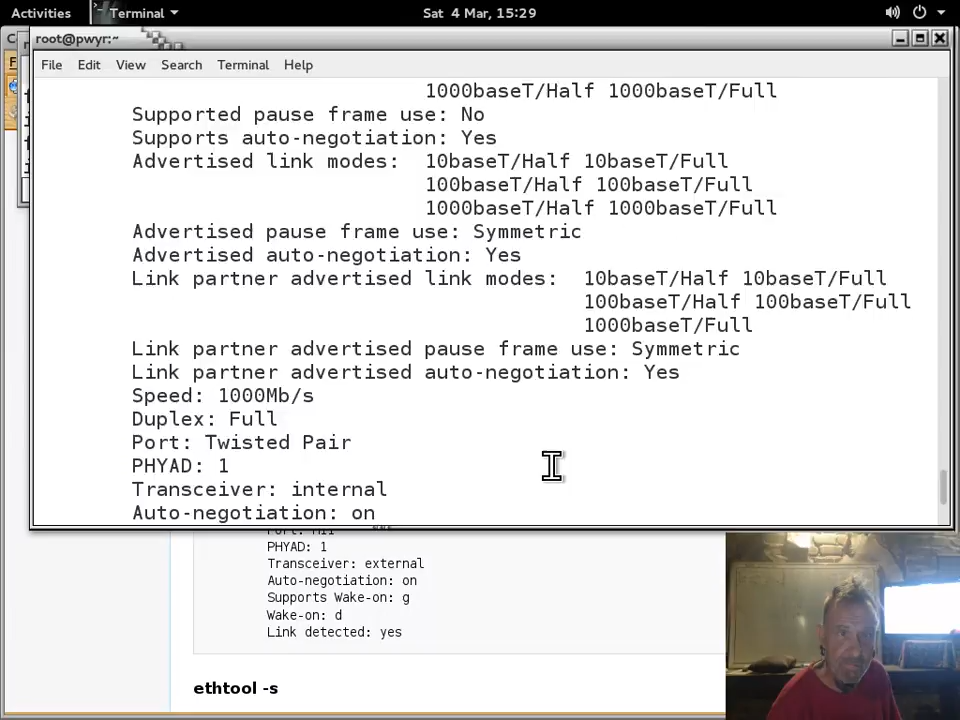 Activities Terminal Sat 4 Mar, 15:29
root@pwyr:~
File Edit View Search Terminal Help
1000baseT/Half 1000baseT/Full
Supported pause frame use: No
Supports auto-negotiation: Yes
Advertised link modes: 10baseT/Half 10baseT/Full
100baseT/Half 100baseT/Full
1000baseT/Half 1000baseT/Full
Advertised pause frame use: Symmetric
Advertised auto-negotiation: Yes
Link partner advertised link modes: 10baseT/Half 10baseT/Full
100baseT/Half 100baseT/Full
1000baseT/Full
Link partner advertised pause frame use: Symmetric
Link partner advertised auto-negotiation: Yes
Speed: 1000Mb/s
Duplex: Full
Port: Twisted Pair
PHYAD: 1
Transceiver: internal
Auto-negotiation: on
PHYAD: 1
Transceiver: external
Auto-negotiation: on
Supports Wake-on: g
Wake-on: d
Link detected: yes
ethtool -s